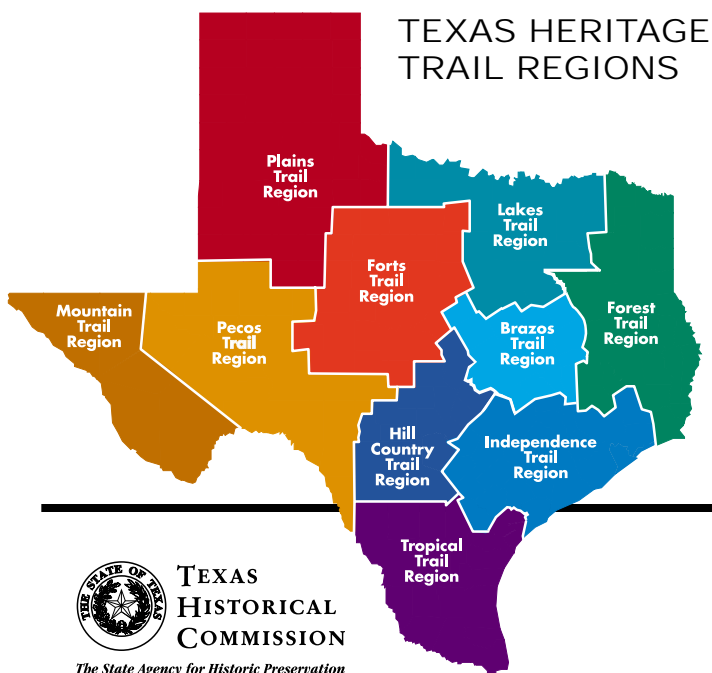 TEXAS HERITAGE
TRAIL REGIONS
Plains
Trail
Region
Lakes
Trail
Region
Forts
Trail
Region
Mountain
Trail
Region
Pecos
Trail
Region
Brazos
Trail
Region
Forest
Trail
Region
Hill
Country
Trail
Region
Independence
Trail
Region
Tropical
Trail
Region
THE STATE OF TEXAS
TEXAS
HISTORICAL
COMMISSION
The State Agency for Historic Preservation